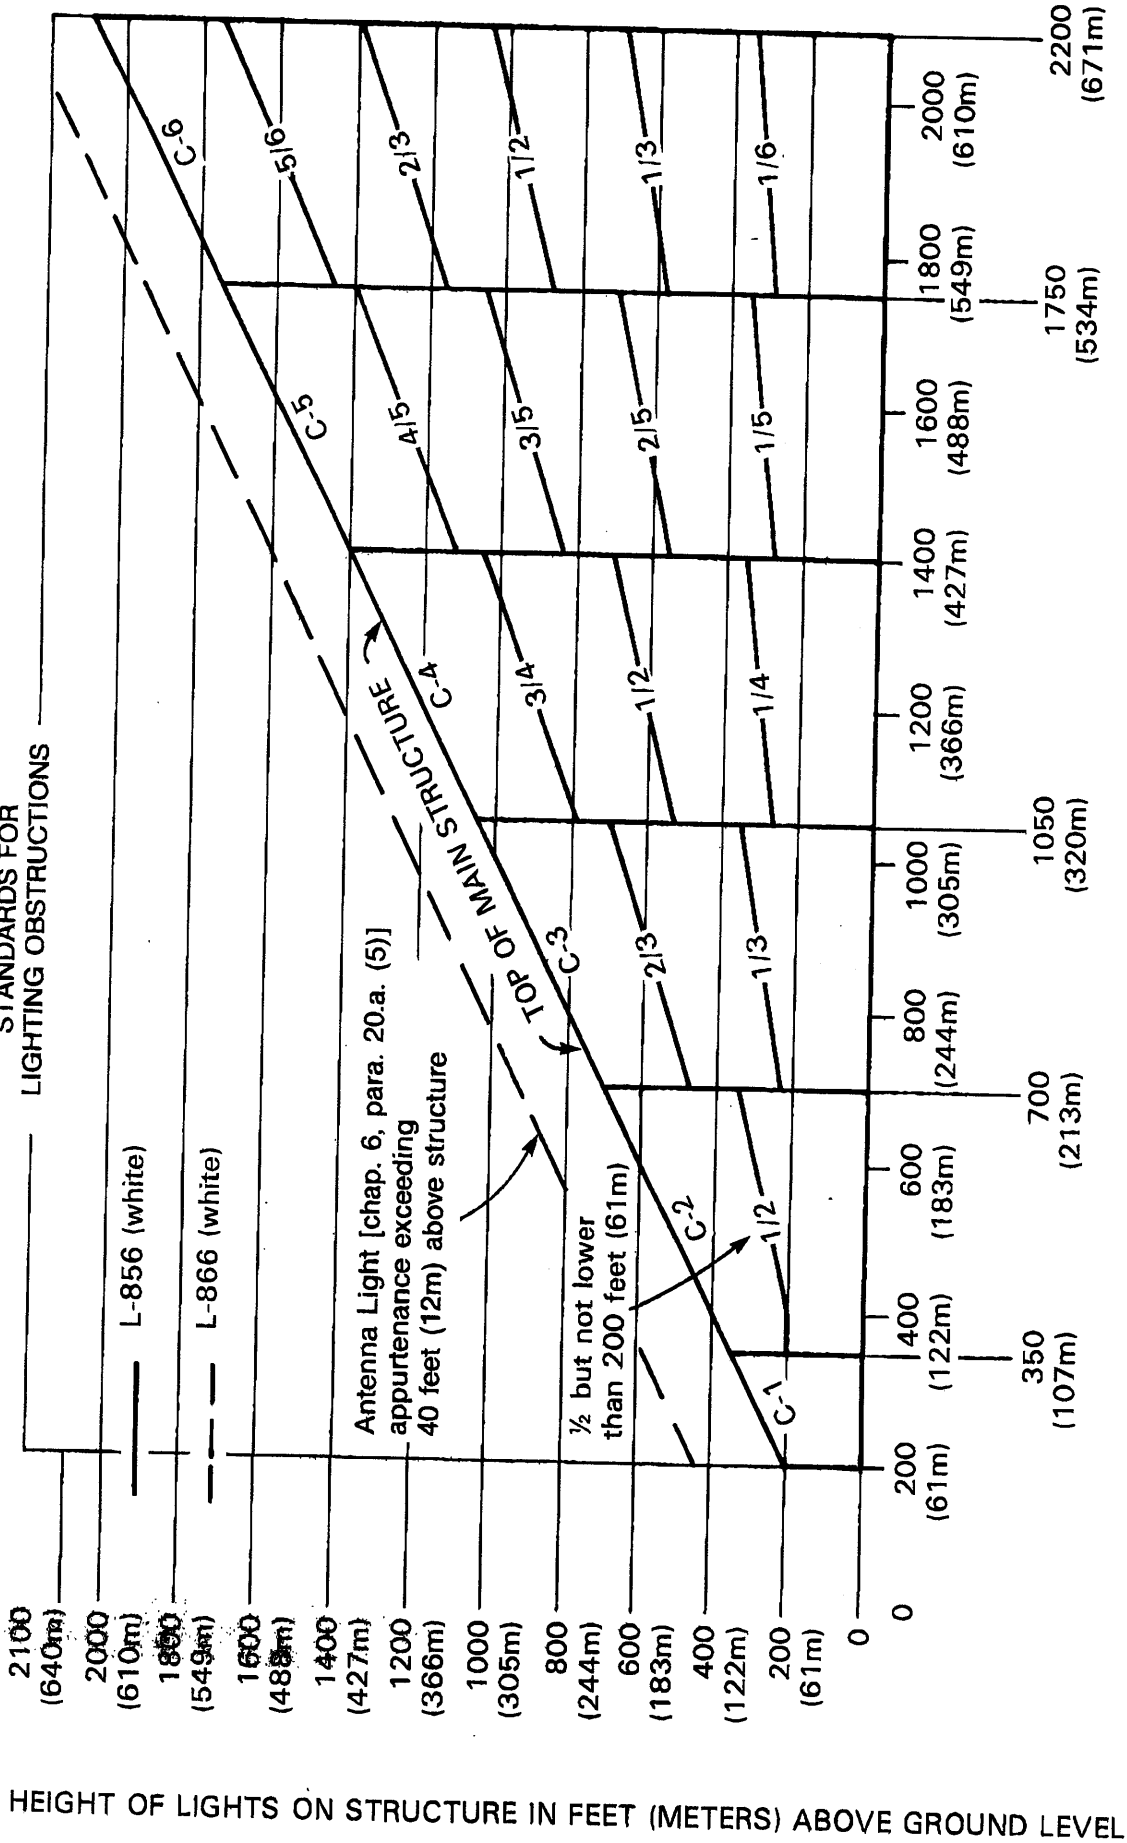 STANDARDS FOR
LIGHTING OBSTRUCTIONS
L-856 (white)
L-866 (white)
Antenna Light [chap. 6, para. 20.a. (5)]
appurtenance exceeding
40 feet (12m) above structure
½ but not lower
than 200 feet (61m)
TOP OF MAIN STRUCTURE
C-1
C-2
C-3
C-4
C-5
C-6
1/2
2/3
1/3
3/4
1/2
1/4
4/5
3/5
2/5
1/5
5/6
2/3
1/2
1/3
1/6
2100
(640m)
2000
(610m)
1800
(549m)
1600
(488m)
1400
(427m)
1200
(366m)
1000
(305m)
800
(244m)
600
(183m)
400
(122m)
200
(61m)
0
0
200
(61m)
350
(107m)
400
(122m)
600
(183m)
700
(213m)
800
(244m)
1000
(305m)
1050
(320m)
1200
(366m)
1400
(427m)
1600
(488m)
1750
(534m)
1800
(549m)
2000
(610m)
2200
(671m)
HEIGHT OF LIGHTS ON STRUCTURE IN FEET (METERS) ABOVE GROUND LEVEL